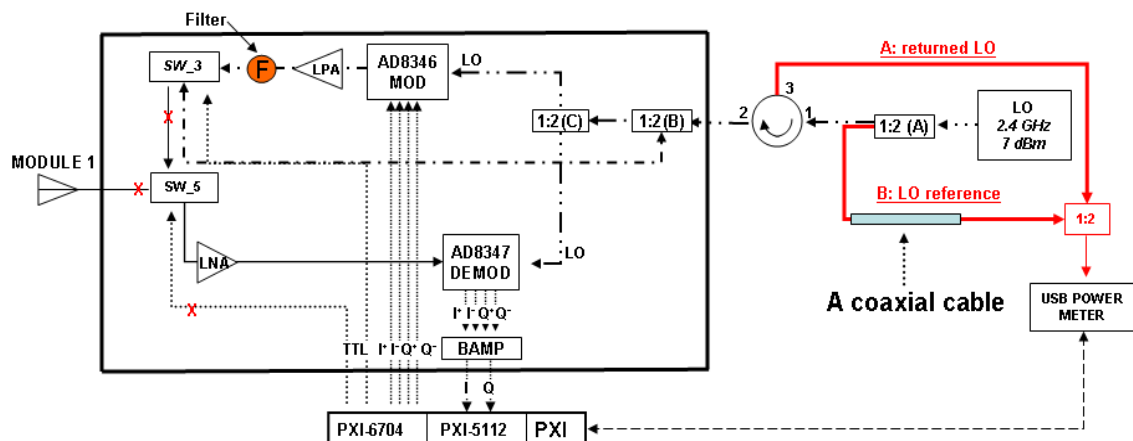 Filter
A: returned LO
SW_3
F
LPA
AD8346
MOD
LO
3
2
1
1:2(C)
1:2(B)
1:2 (A)
LO
2.4 GHz
7 dBm
X
MODULE 1
X
SW_5
B: LO reference
1:2
LNA
AD8347
DEMOD
LO
A coaxial cable
USB POWER
METER
X
I+ I- Q+ Q-
TTL
I+ I- Q+ Q-
BAMP
I
Q
PXI-6704
PXI-5112
PXI